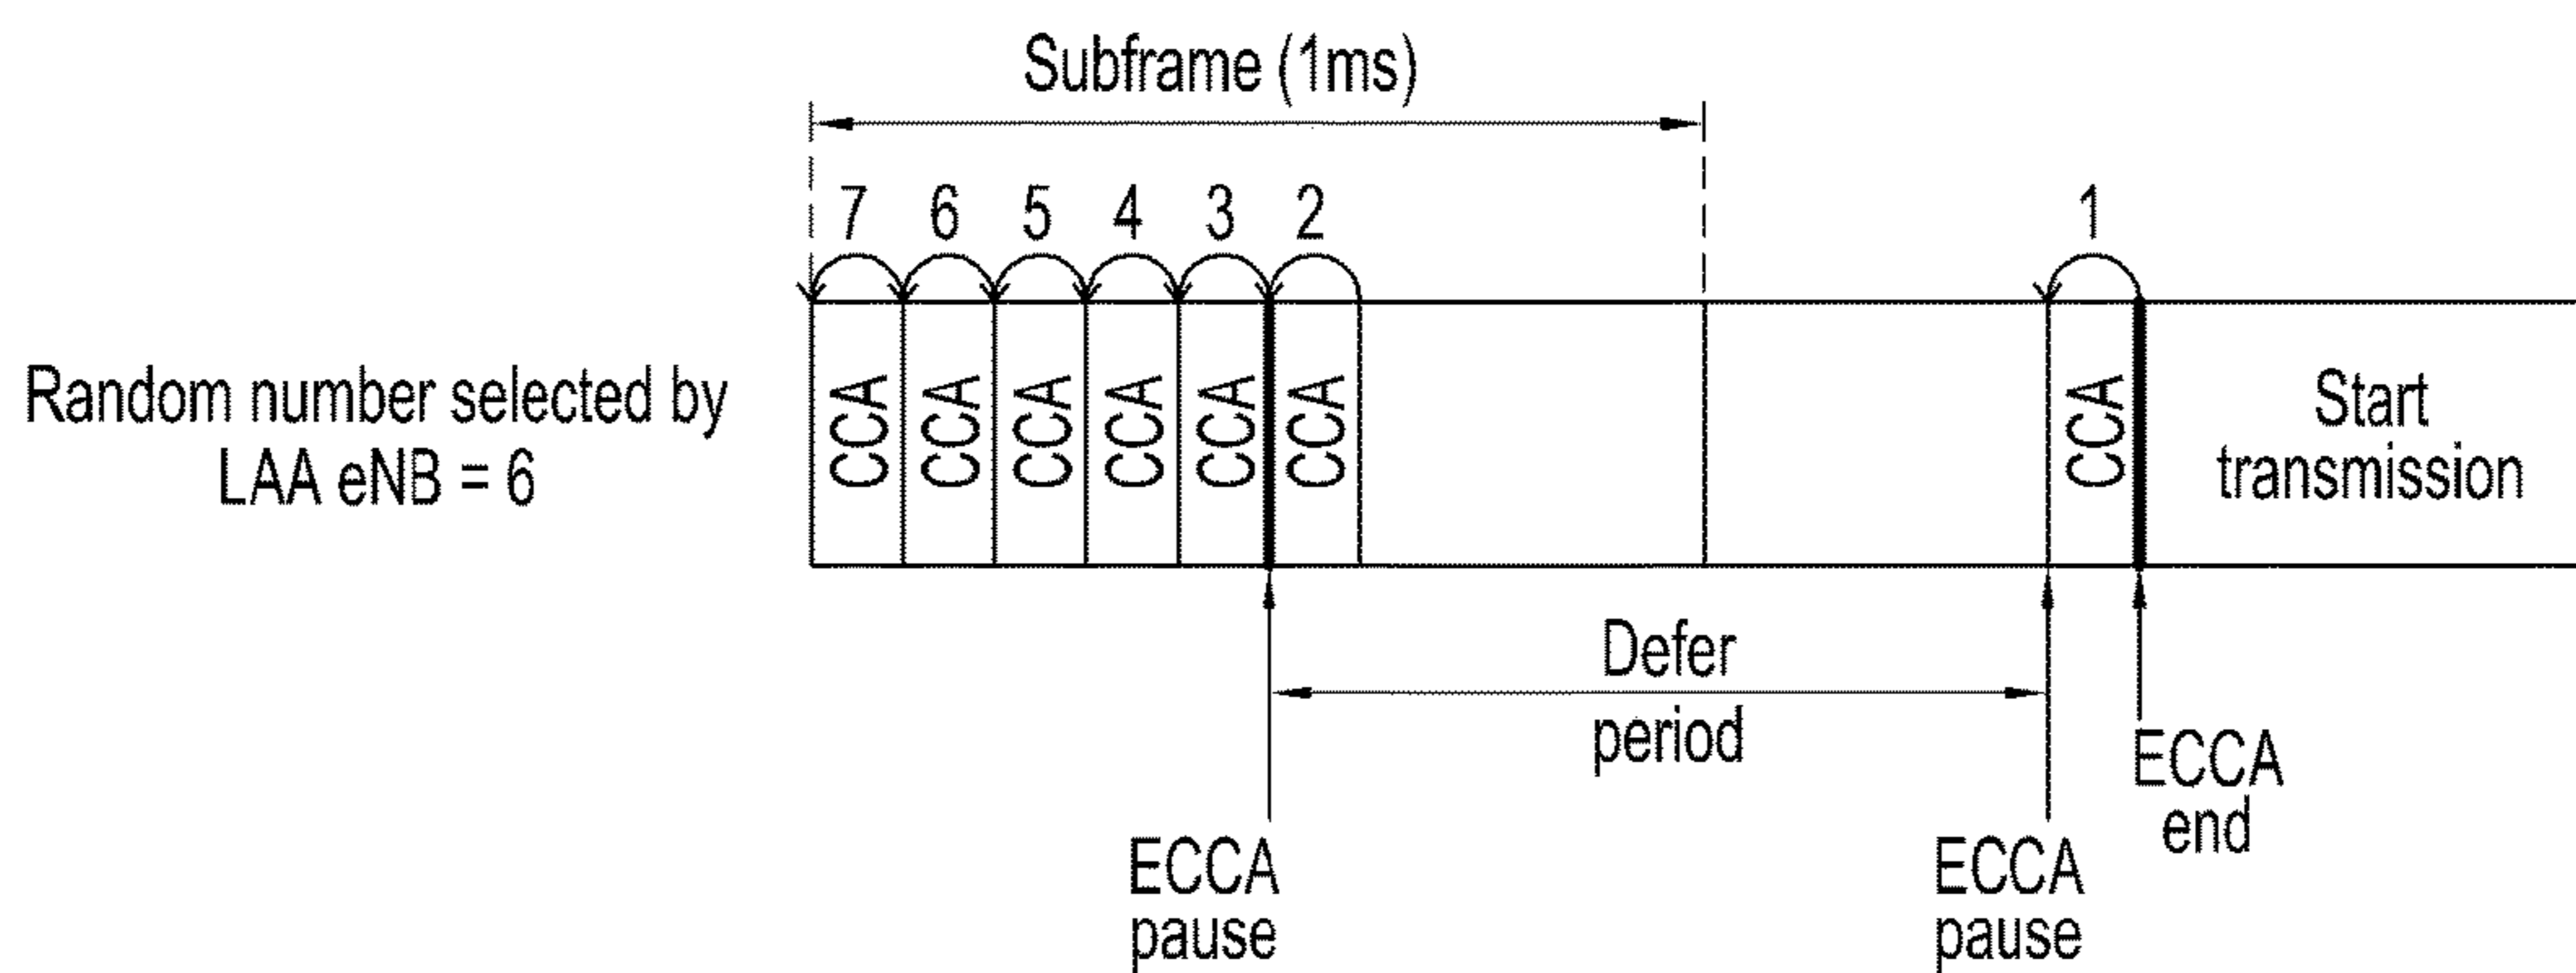 Subframe (1ms)
7 6 5 4 3 2 1
Random number selected by
LAA eNB = 6
CCA CCA CCA CCA CCA CCA CCA
Start
transmission
Defer
period
ECCA
pause
ECCA
pause
ECCA
end